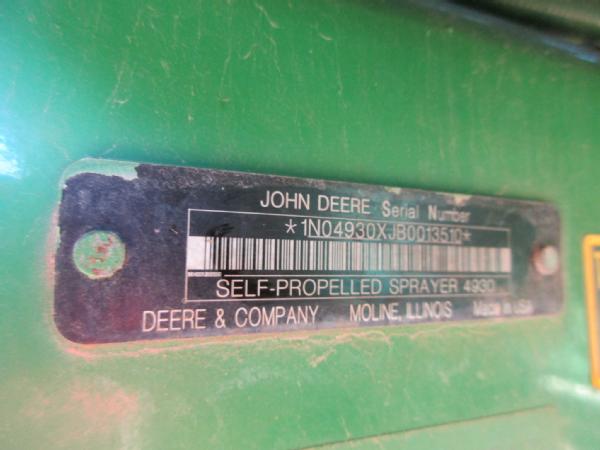 JOHN DEERE Serial Number
*1N04930XJB0013510*
SELF-PROPELLED SPRAYER 4930
DEERE & COMPANY MOLINE, ILLINOIS Made in USA